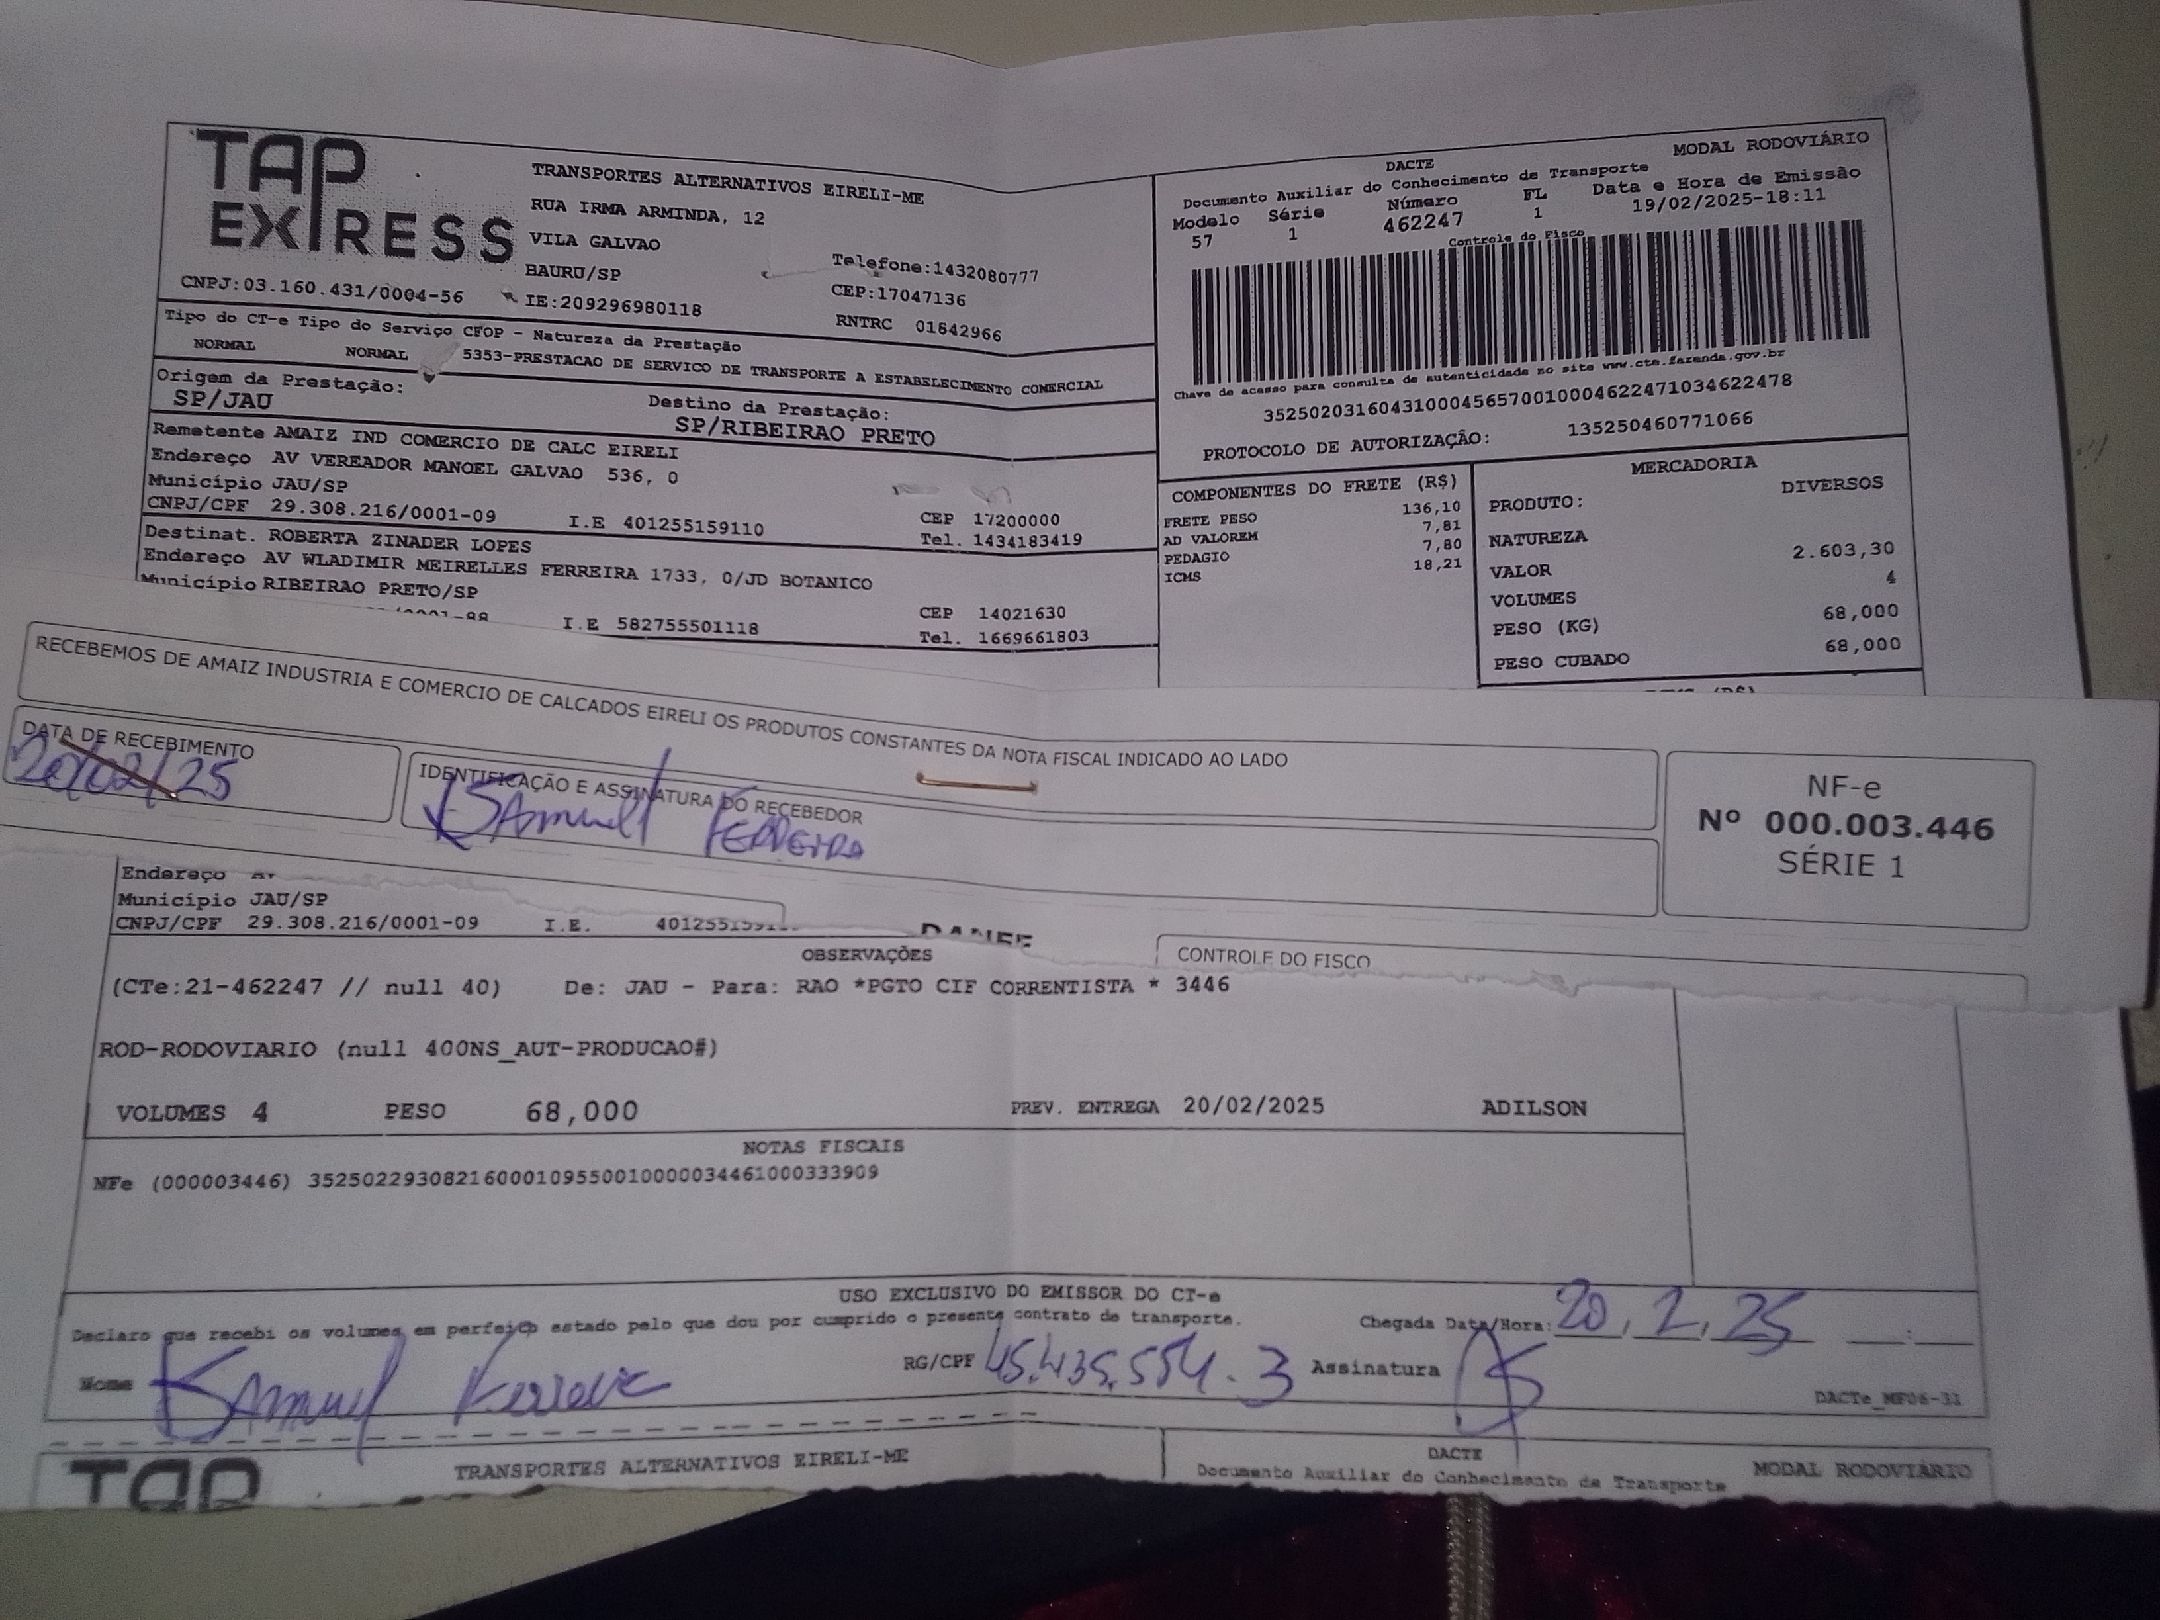 TAP EXPRESS
TRANSPORTES ALTERNATIVOS EIRELI-ME
RUA IRMA ARMINDA, 12
VILA GALVAO
BAURU/SP
Telefone:1432080777
CEP:17047136
CNPJ:03.160.431/0004-56
IE:209296980118
RNTRC 01642966
Tipo do CT-e Tipo do Serviço CFOP - Natureza da Prestação
NORMAL NORMAL 5353-PRESTACAO DE SERVICO DE TRANSPORTE A ESTABELECIMENTO COMERCIAL
Origem da Prestação: Destino da Prestação:
SP/JAU SP/RIBEIRAO PRETO
Remetente AMAIZ IND COMERCIO DE CALC EIRELI
Endereço AV VEREADOR MANOEL GALVAO 536, 0
Município JAU/SP CEP 17200000
CNPJ/CPF 29.308.216/0001-09 I.E 401255159110 Tel. 1434183419
Destinat. ROBERTA ZINADER LOPES
Endereço AV WLADIMIR MEIRELLES FERREIRA 1733, 0/JD BOTANICO
Município RIBEIRAO PRETO/SP CEP 14021630
/0001-88 I.E 582755501118 Tel. 1669661803
DACTE MODAL RODOVIÁRIO
Documento Auxiliar do Conhecimento de Transporte
Modelo Série Número FL Data e Hora de Emissão
57 1 462247 1 19/02/2025-18:11
Controle do Fisco
Chave de acesso para consulta de autenticidade no site www.cte.fazenda.gov.br
35250203160431000456570010004622471034622478
PROTOCOLO DE AUTORIZAÇÃO: 135250460771066
COMPONENTES DO FRETE (R$)
FRETE PESO 136,10
AD VALOREM 7,81
PEDAGIO 7,80
ICMS 18,21
MERCADORIA
PRODUTO: DIVERSOS
NATUREZA
VALOR 2.603,30
VOLUMES 4
PESO (KG) 68,000
PESO CUBADO 68,000
RECEBEMOS DE AMAIZ INDUSTRIA E COMERCIO DE CALCADOS EIRELI OS PRODUTOS CONSTANTES DA NOTA FISCAL INDICADO AO LADO
DATA DE RECEBIMENTO
20/02/25
IDENTIFICAÇÃO E ASSINATURA DO RECEBEDOR
Samuel FERREIRA
NF-e
Nº 000.003.446
SÉRIE 1
Endereço
Município JAU/SP
CNPJ/CPF 29.308.216/0001-09 I.E.
DANFE
CONTROLE DO FISCO
OBSERVAÇÕES
(CTe:21-462247 // null 40) De: JAU - Para: RAO *PGTO CIF CORRENTISTA * 3446
ROD-RODOVIARIO (null 400NS_AUT-PRODUCAO#)
VOLUMES 4 PESO 68,000 PREV. ENTREGA 20/02/2025 ADILSON
NOTAS FISCAIS
NFe (000003446) 35250229308216000109550010000034461000333909
USO EXCLUSIVO DO EMISSOR DO CT-e
Declaro que recebi os volumes em perfeito estado pelo que dou por cumprido o presente contrato de transporte. Chegada Data/Hora: 20, 2, 25
Nome Samuel Ferreira RG/CPF 45.435.554.3 Assinatura
DACTe_MF06-31
TAP
TRANSPORTES ALTERNATIVOS EIRELI-ME
DACTE MODAL RODOVIÁRIO
Documento Auxiliar do Conhecimento de Transporte